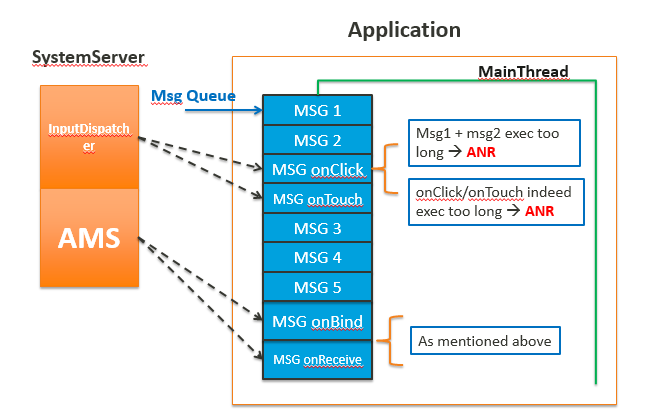 Application
SystemServer
MainThread
Msg Queue
InputDispatch
er
AMS
MSG 1
MSG 2
MSG onClick
MSG onTouch
MSG 3
MSG 4
MSG 5
MSG onBind
MSG onReceive
Msg1 + msg2 exec too
long → ANR
onClick/onTouch indeed
exec too long → ANR
As mentioned above